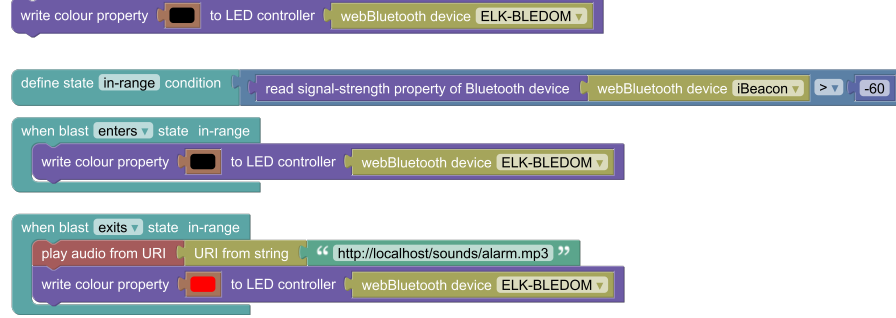 write colour property to LED controller webBluetooth device ELK-BLEDOM ▾
define state in-range condition read signal-strength property of Bluetooth device webBluetooth device iBeacon ▾ > ▾ -60
when blast enters ▾ state in-range
write colour property to LED controller webBluetooth device ELK-BLEDOM ▾
when blast exits ▾ state in-range
play audio from URI URI from string “ http://localhost/sounds/alarm.mp3 ”
write colour property to LED controller webBluetooth device ELK-BLEDOM ▾